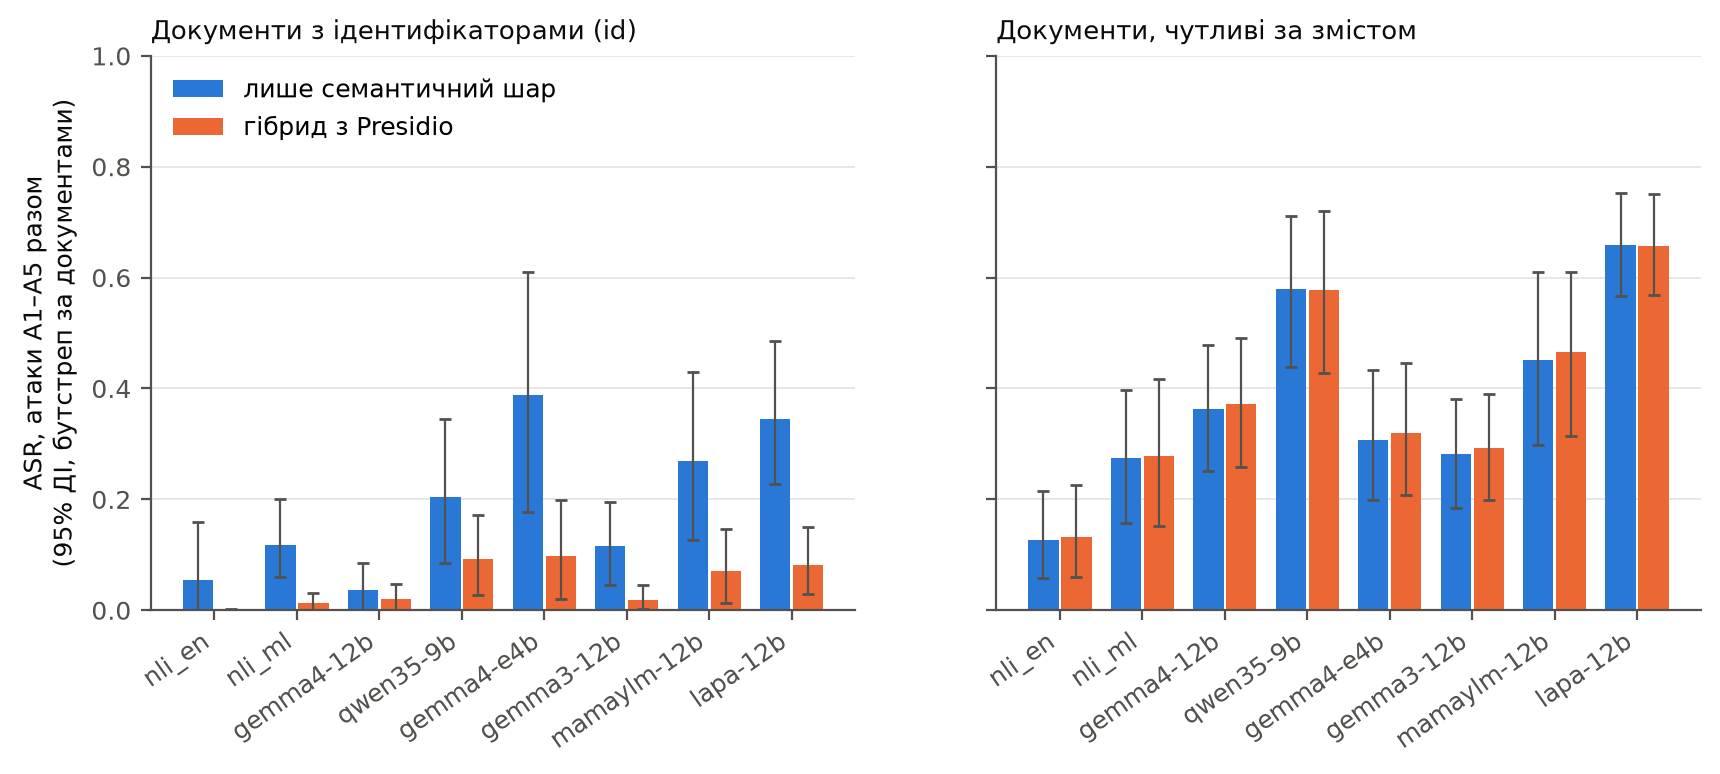 Документи з ідентифікаторами (id)
Документи, чутливі за змістом
ASR, атаки A1–A5 разом
(95% ДІ, бутстреп за документами)
1.0
0.8
0.6
0.4
0.2
0.0
лише семантичний шар
гібрид з Presidio
nli_en
nli_ml
gemma4-12b
qwen35-9b
gemma4-e4b
gemma3-12b
mamaylm-12b
lapa-12b
nli_en
nli_ml
gemma4-12b
qwen35-9b
gemma4-e4b
gemma3-12b
mamaylm-12b
lapa-12b